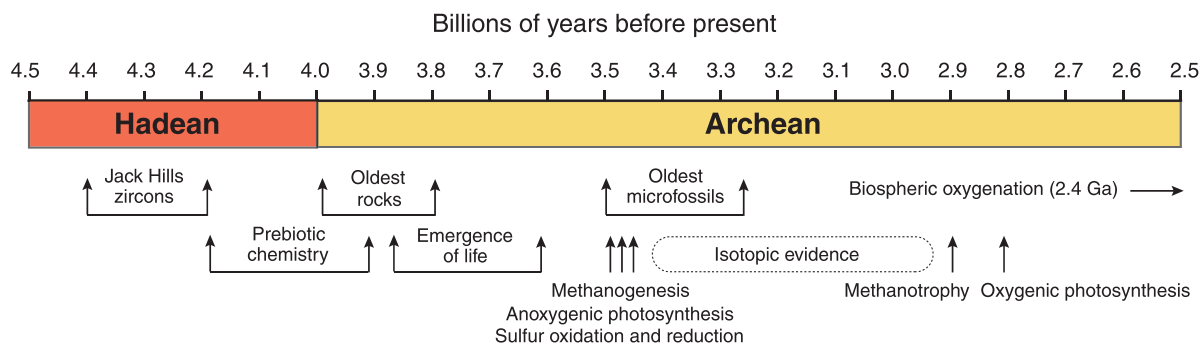 Billions of years before present
4.5 4.4 4.3 4.2 4.1 4.0 3.9 3.8 3.7 3.6 3.5 3.4 3.3 3.2 3.1 3.0 2.9 2.8 2.7 2.6 2.5
Hadean Archean
Jack Hills
zircons
Oldest
rocks
Oldest
microfossils
Biospheric oxygenation (2.4 Ga)
Prebiotic
chemistry
Emergence
of life
Isotopic evidence
Methanogenesis
Anoxygenic photosynthesis
Sulfur oxidation and reduction
Methanotrophy
Oxygenic photosynthesis